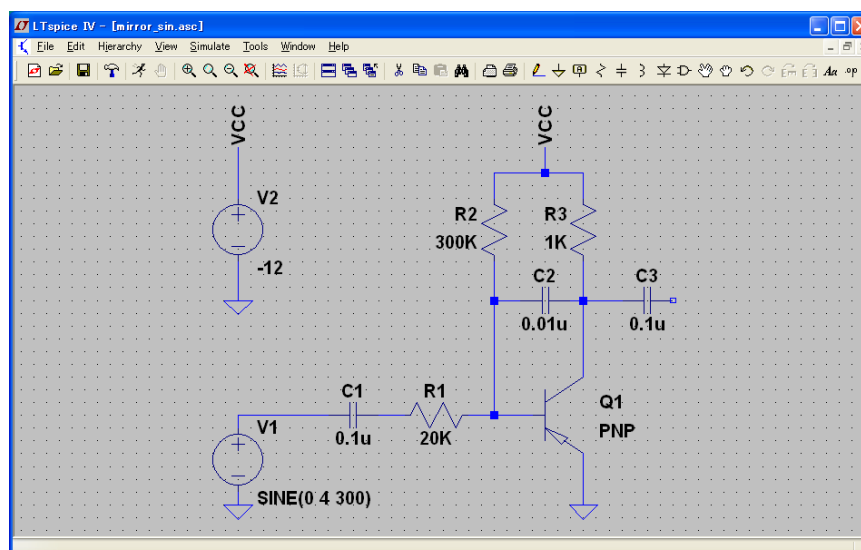 LTspice IV - [mirror_sin.asc]
File Edit Hierarchy View Simulate Tools Window Help
Aa .op
VCC
VCC
V2
-12
R2
300K
R3
1K
C2
0.01u
C3
0.1u
C1
0.1u
R1
20K
Q1
PNP
V1
SINE(0 4 300)